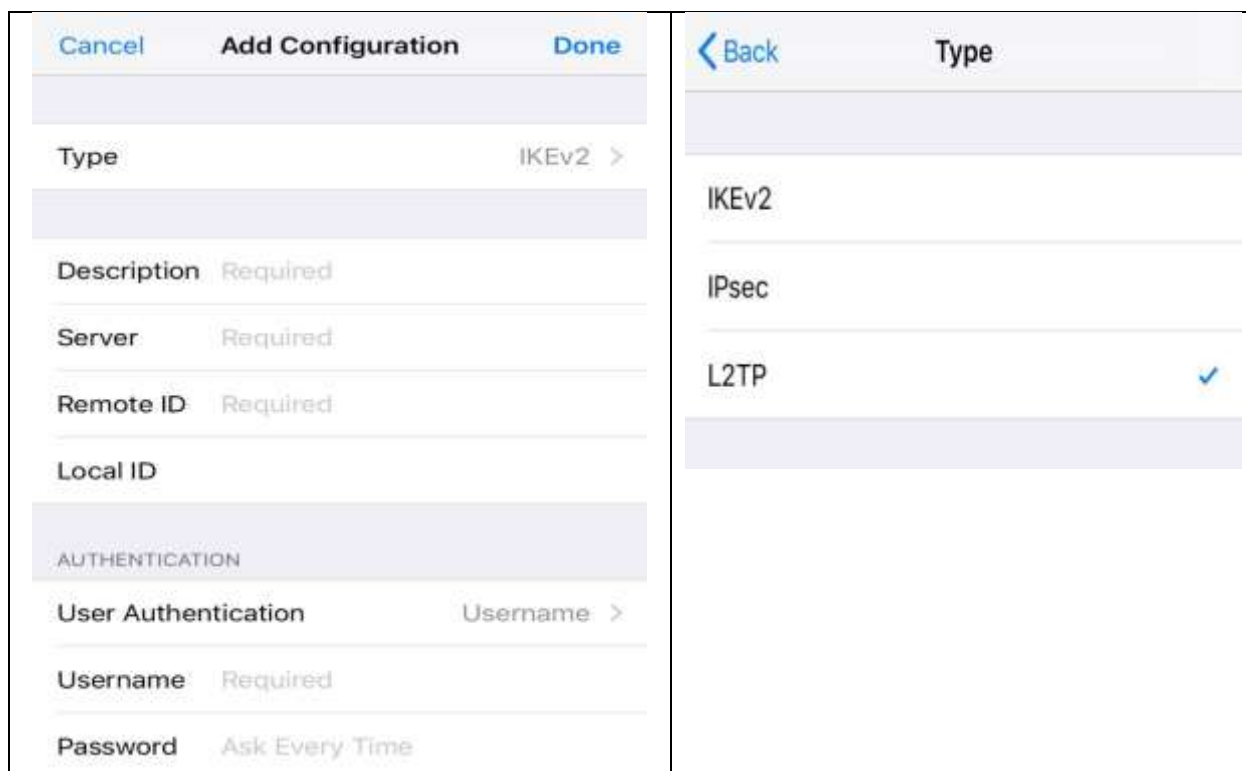 Cancel Add Configuration Done
Type IKEv2 >
Description Required
Server Required
Remote ID Required
Local ID
AUTHENTICATION
User Authentication Username >
Username Required
Password Ask Every Time
Back Type
IKEv2
IPsec
L2TP